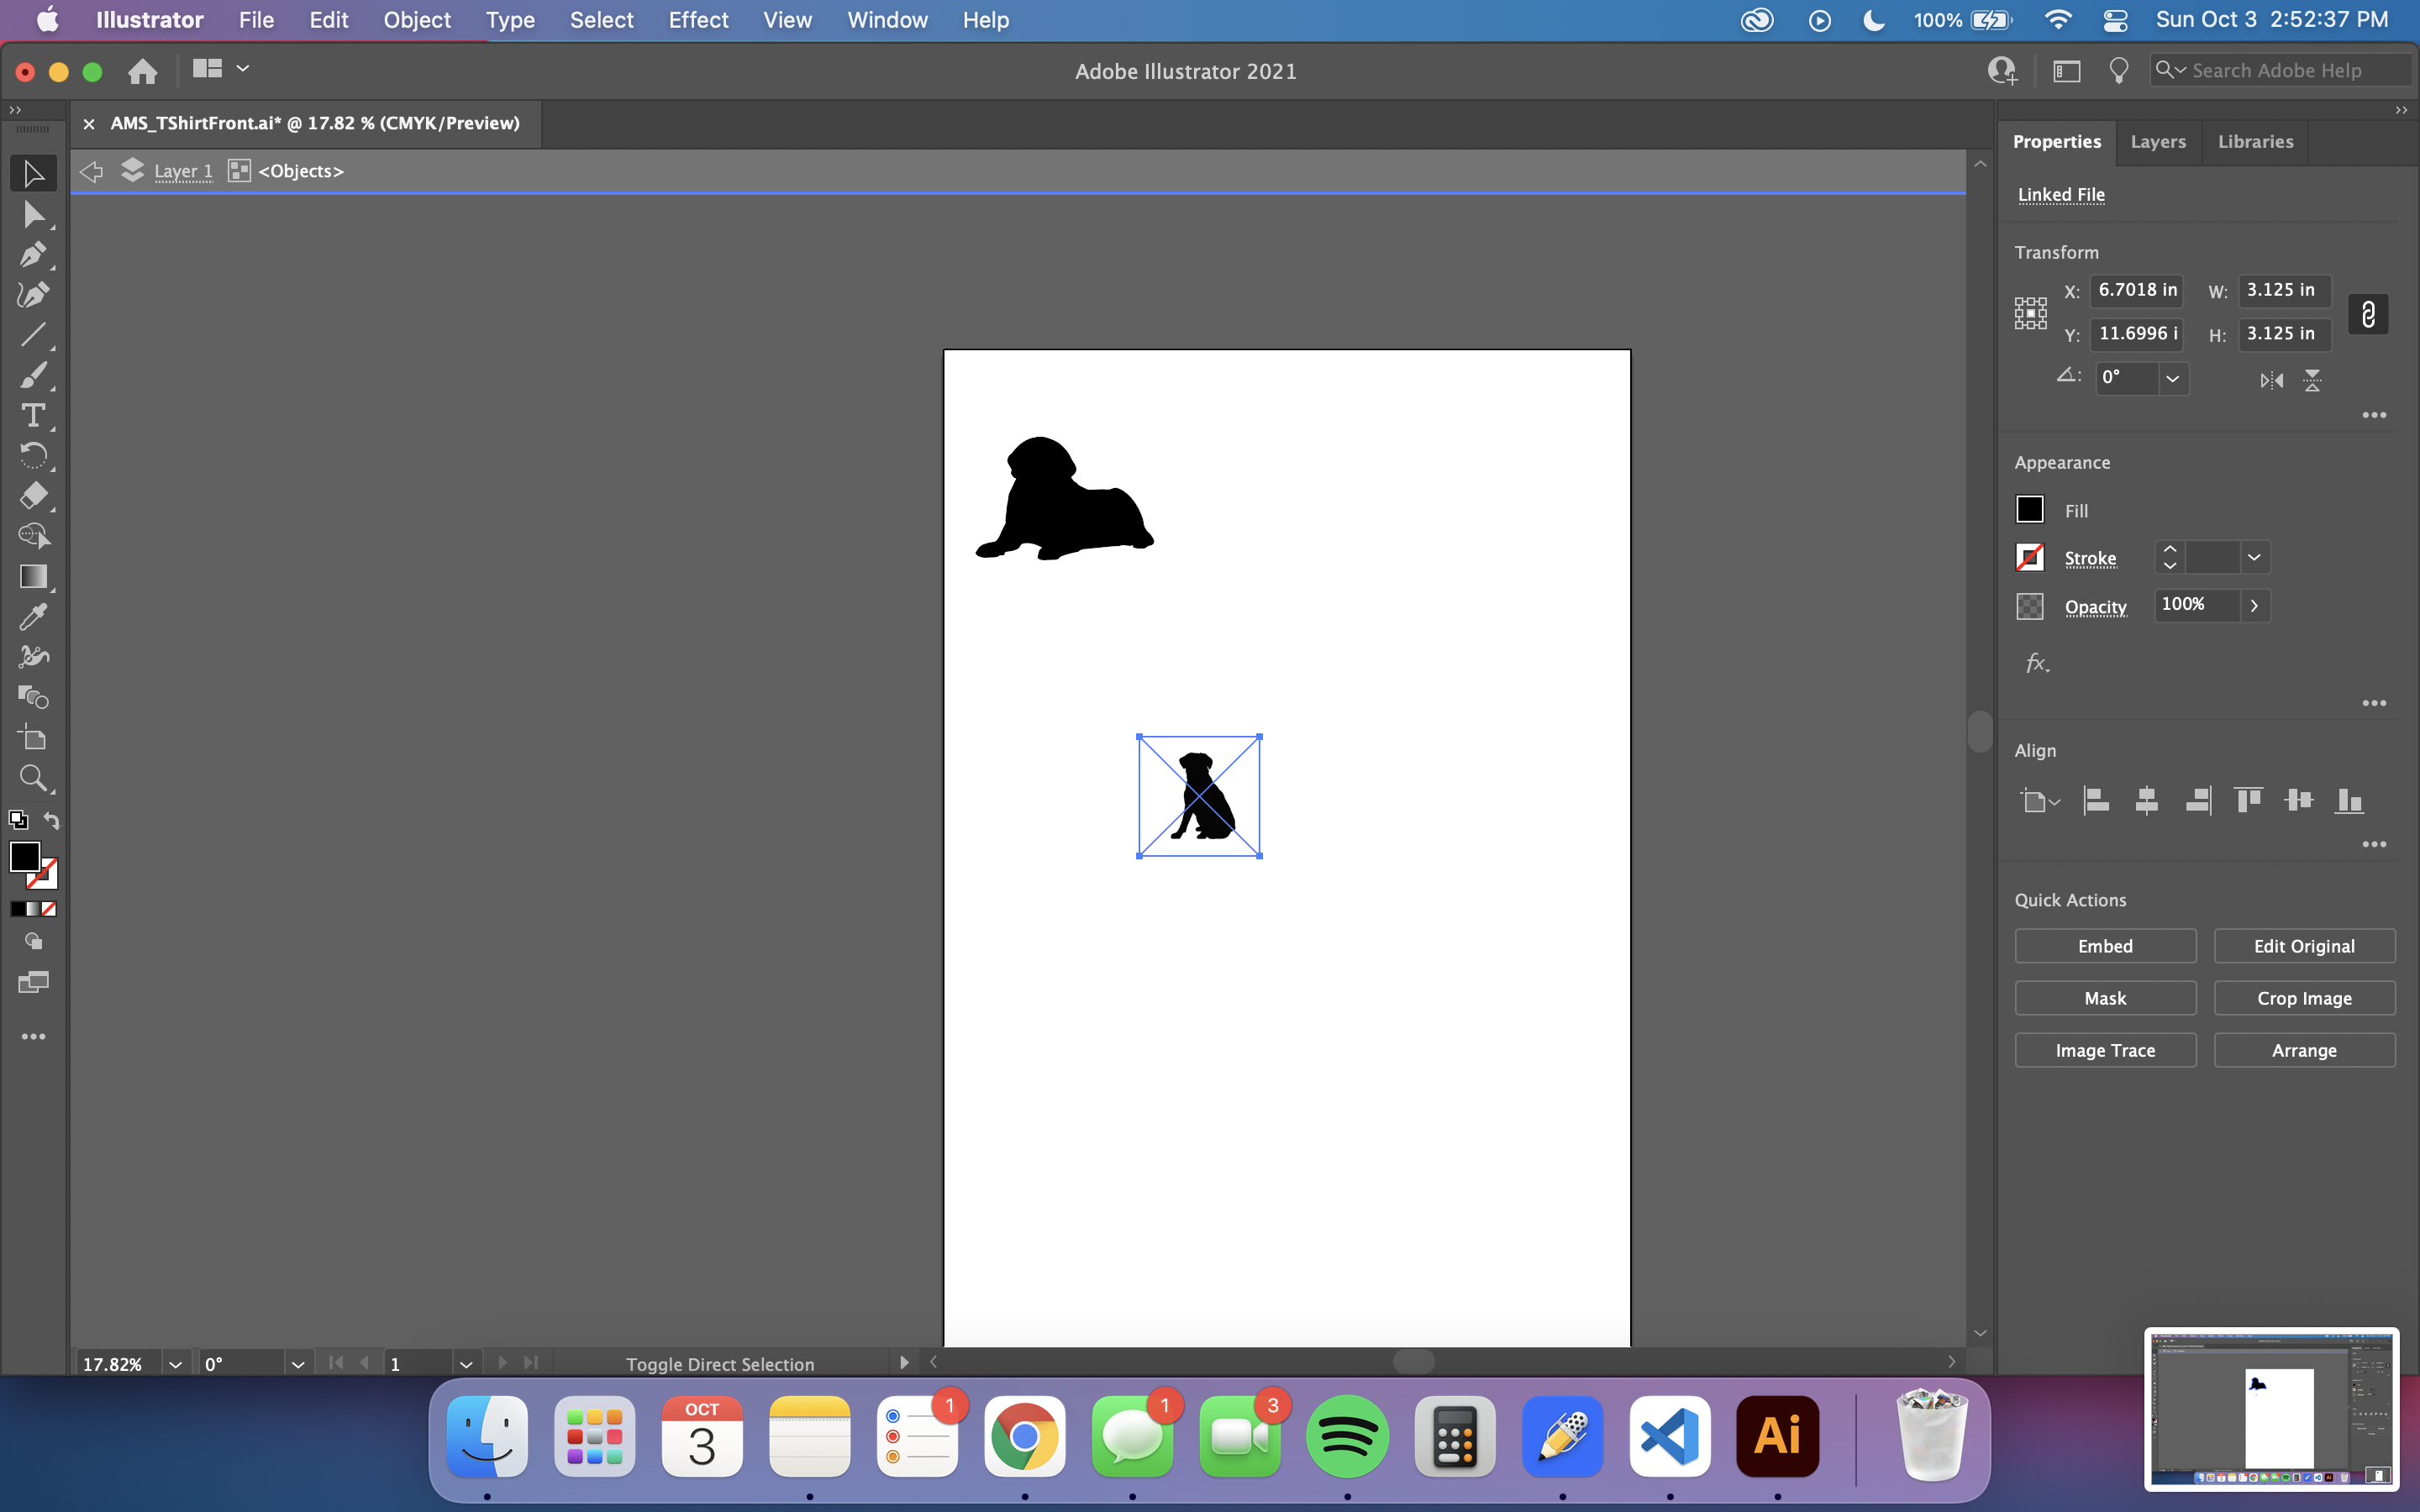 Illustrator File Edit Object Type Select Effect View Window Help 100% Sun Oct 3 2:52:37 PM
Adobe Illustrator 2021
Search Adobe Help
AMS_TShirtFront.ai* @ 17.82 % (CMYK/Preview)
Layer 1 <Objects>
Properties Layers Libraries
Linked File
Transform
X: 6.7018 in W: 3.125 in
Y: 11.6996 i H: 3.125 in
0°
Appearance
Fill
Stroke
Opacity 100%
fx
Align
Quick Actions
Embed Edit Original
Mask Crop Image
Image Trace Arrange
17.82% 0° 1 Toggle Direct Selection
OCT
3
1
1
3
Ai